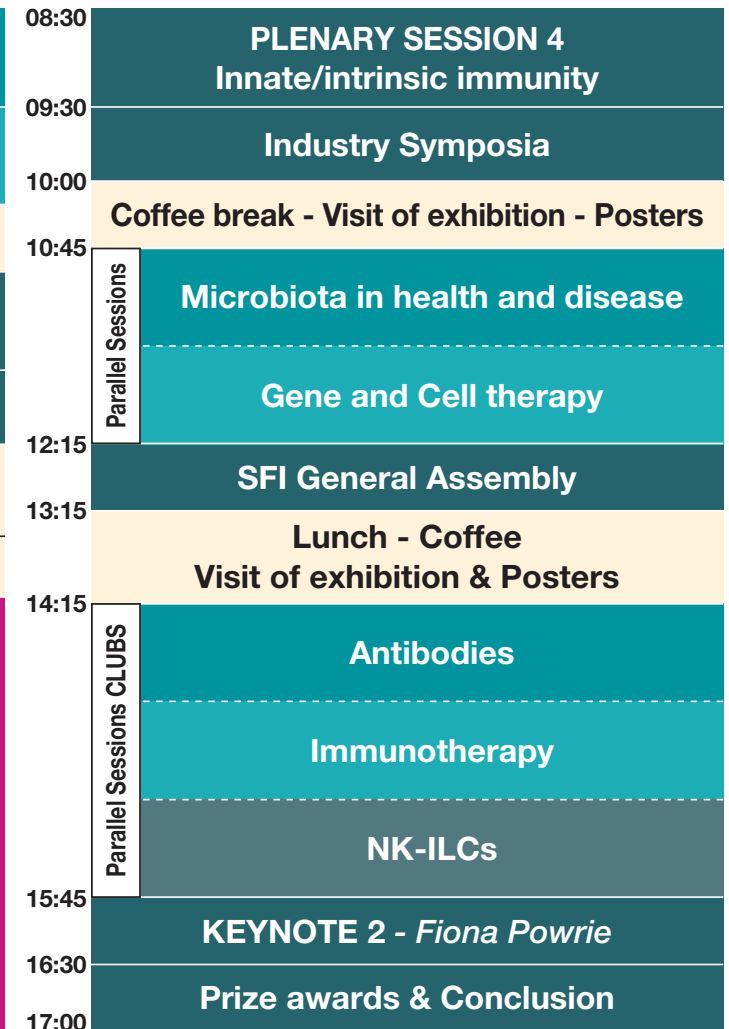 08:30
PLENARY SESSION 4
Innate/intrinsic immunity
09:30
Industry Symposia
10:00
Coffee break - Visit of exhibition - Posters
10:45
Parallel Sessions
Microbiota in health and disease
Gene and Cell therapy
12:15
SFI General Assembly
13:15
Lunch - Coffee
Visit of exhibition & Posters
14:15
Parallel Sessions CLUBS
Antibodies
Immunotherapy
NK-ILCs
15:45
KEYNOTE 2 - Fiona Powrie
16:30
Prize awards & Conclusion
17:00